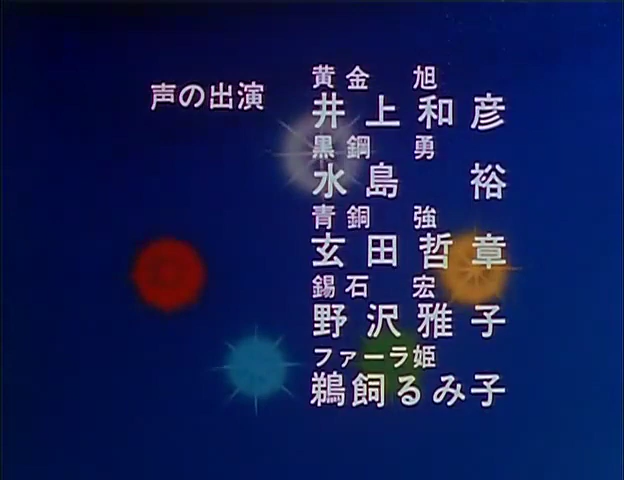 声の出演
黄金 旭
井上和彦
黒鋼 勇
水島 裕
青銅 強
玄田哲章
錫石 宏
野沢雅子
ファーラ姫
鵜飼るみ子